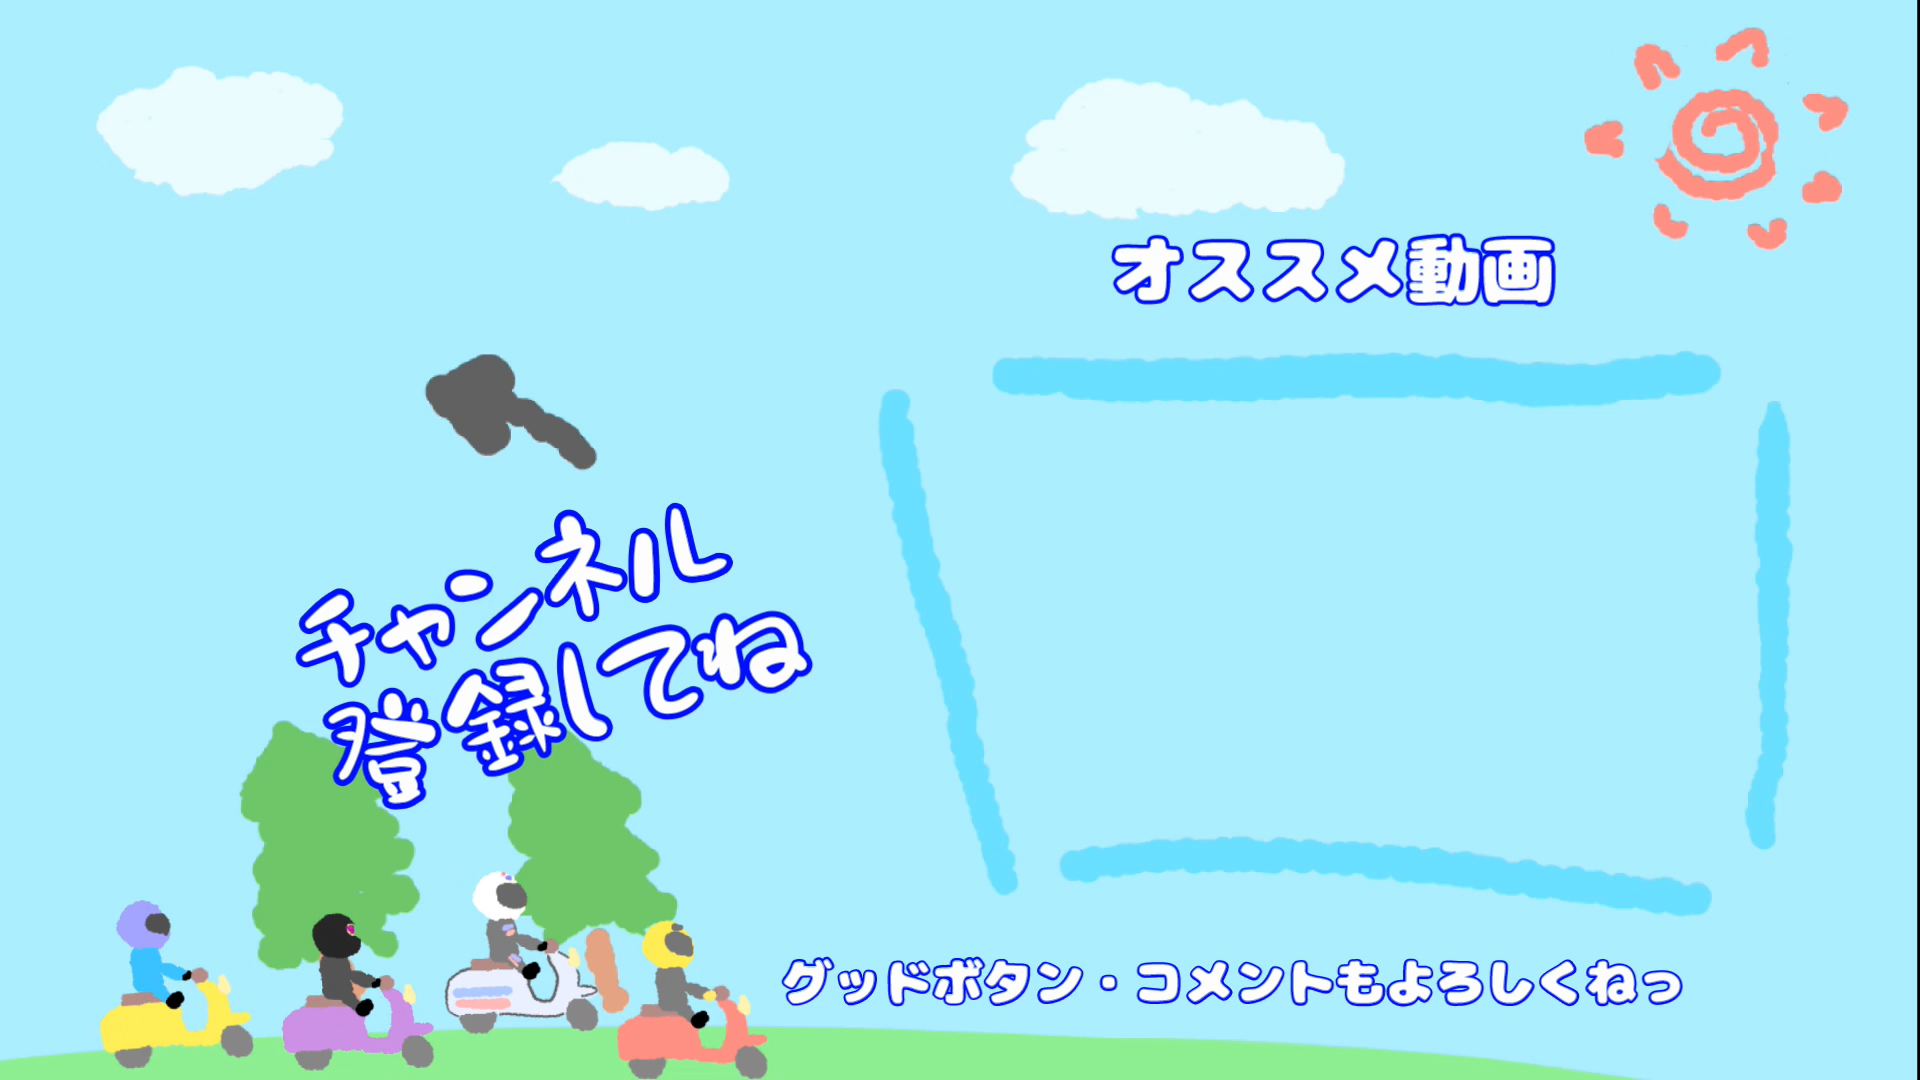 オススメ動画
チャンネル
登録してね
グッドボタン・コメントもよろしくねっ